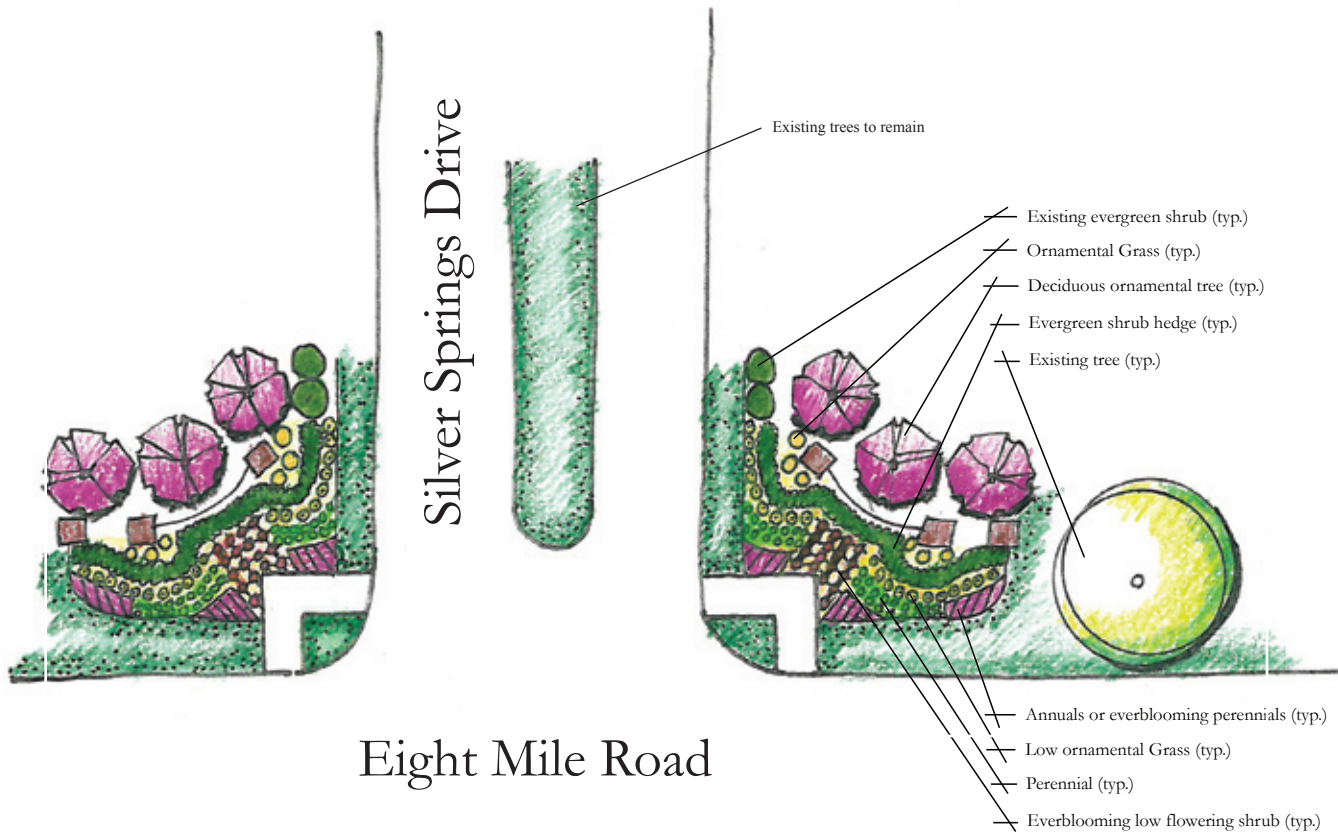 Silver Springs Drive
Existing trees to remain
Existing evergreen shrub (typ.)
Ornamental Grass (typ.)
Deciduous ornamental tree (typ.)
Evergreen shrub hedge (typ.)
Existing tree (typ.)
Annuals or everblooming perennials (typ.)
Low ornamental Grass (typ.)
Perennial (typ.)
Everblooming low flowering shrub (typ.)
Eight Mile Road